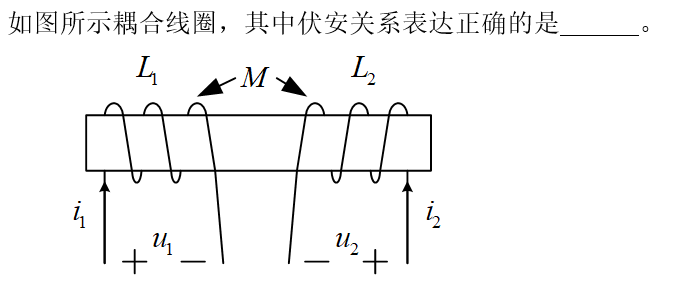 如图所示耦合线圈，其中伏安关系表达正确的是______。
L₁ M L₂
i₁ i₂
+ u₁ − − u₂ +